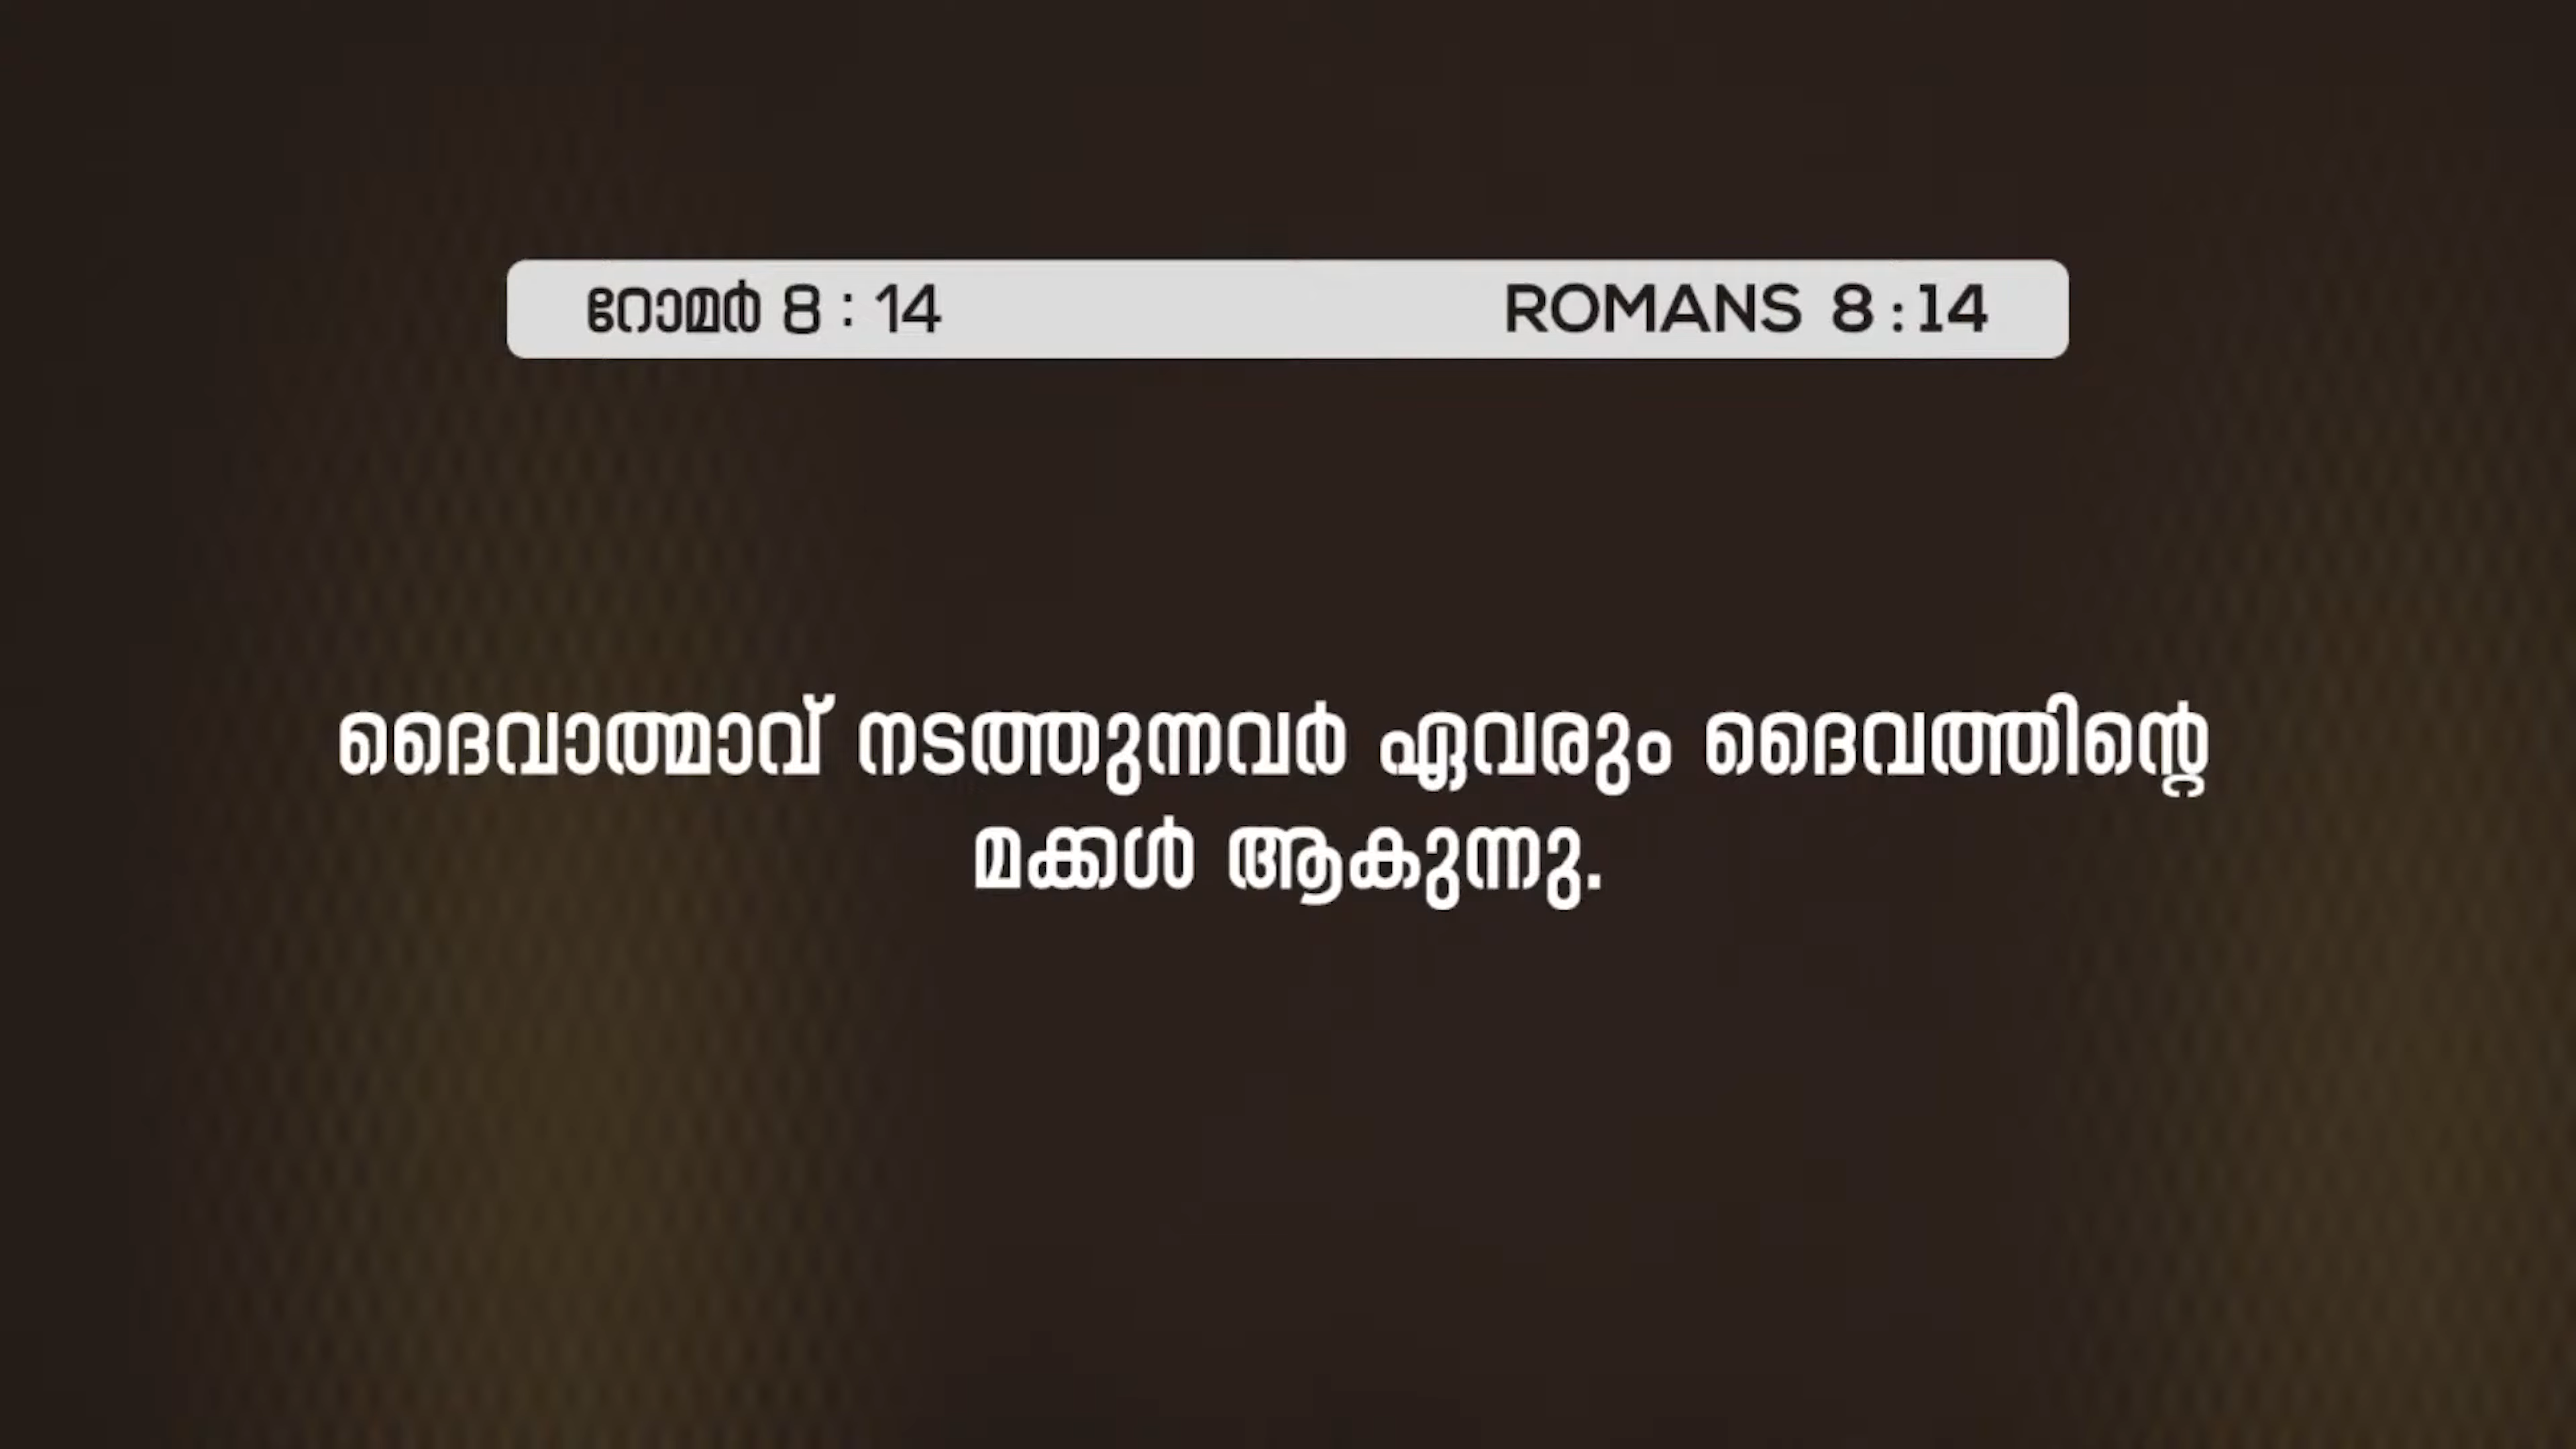 റോമർ 8 : 14 ROMANS 8 : 14
ദൈവാത്മാവ് നടത്തുന്നവർ ഏവരും ദൈവത്തിന്റെ
മക്കൾ ആകുന്നു.